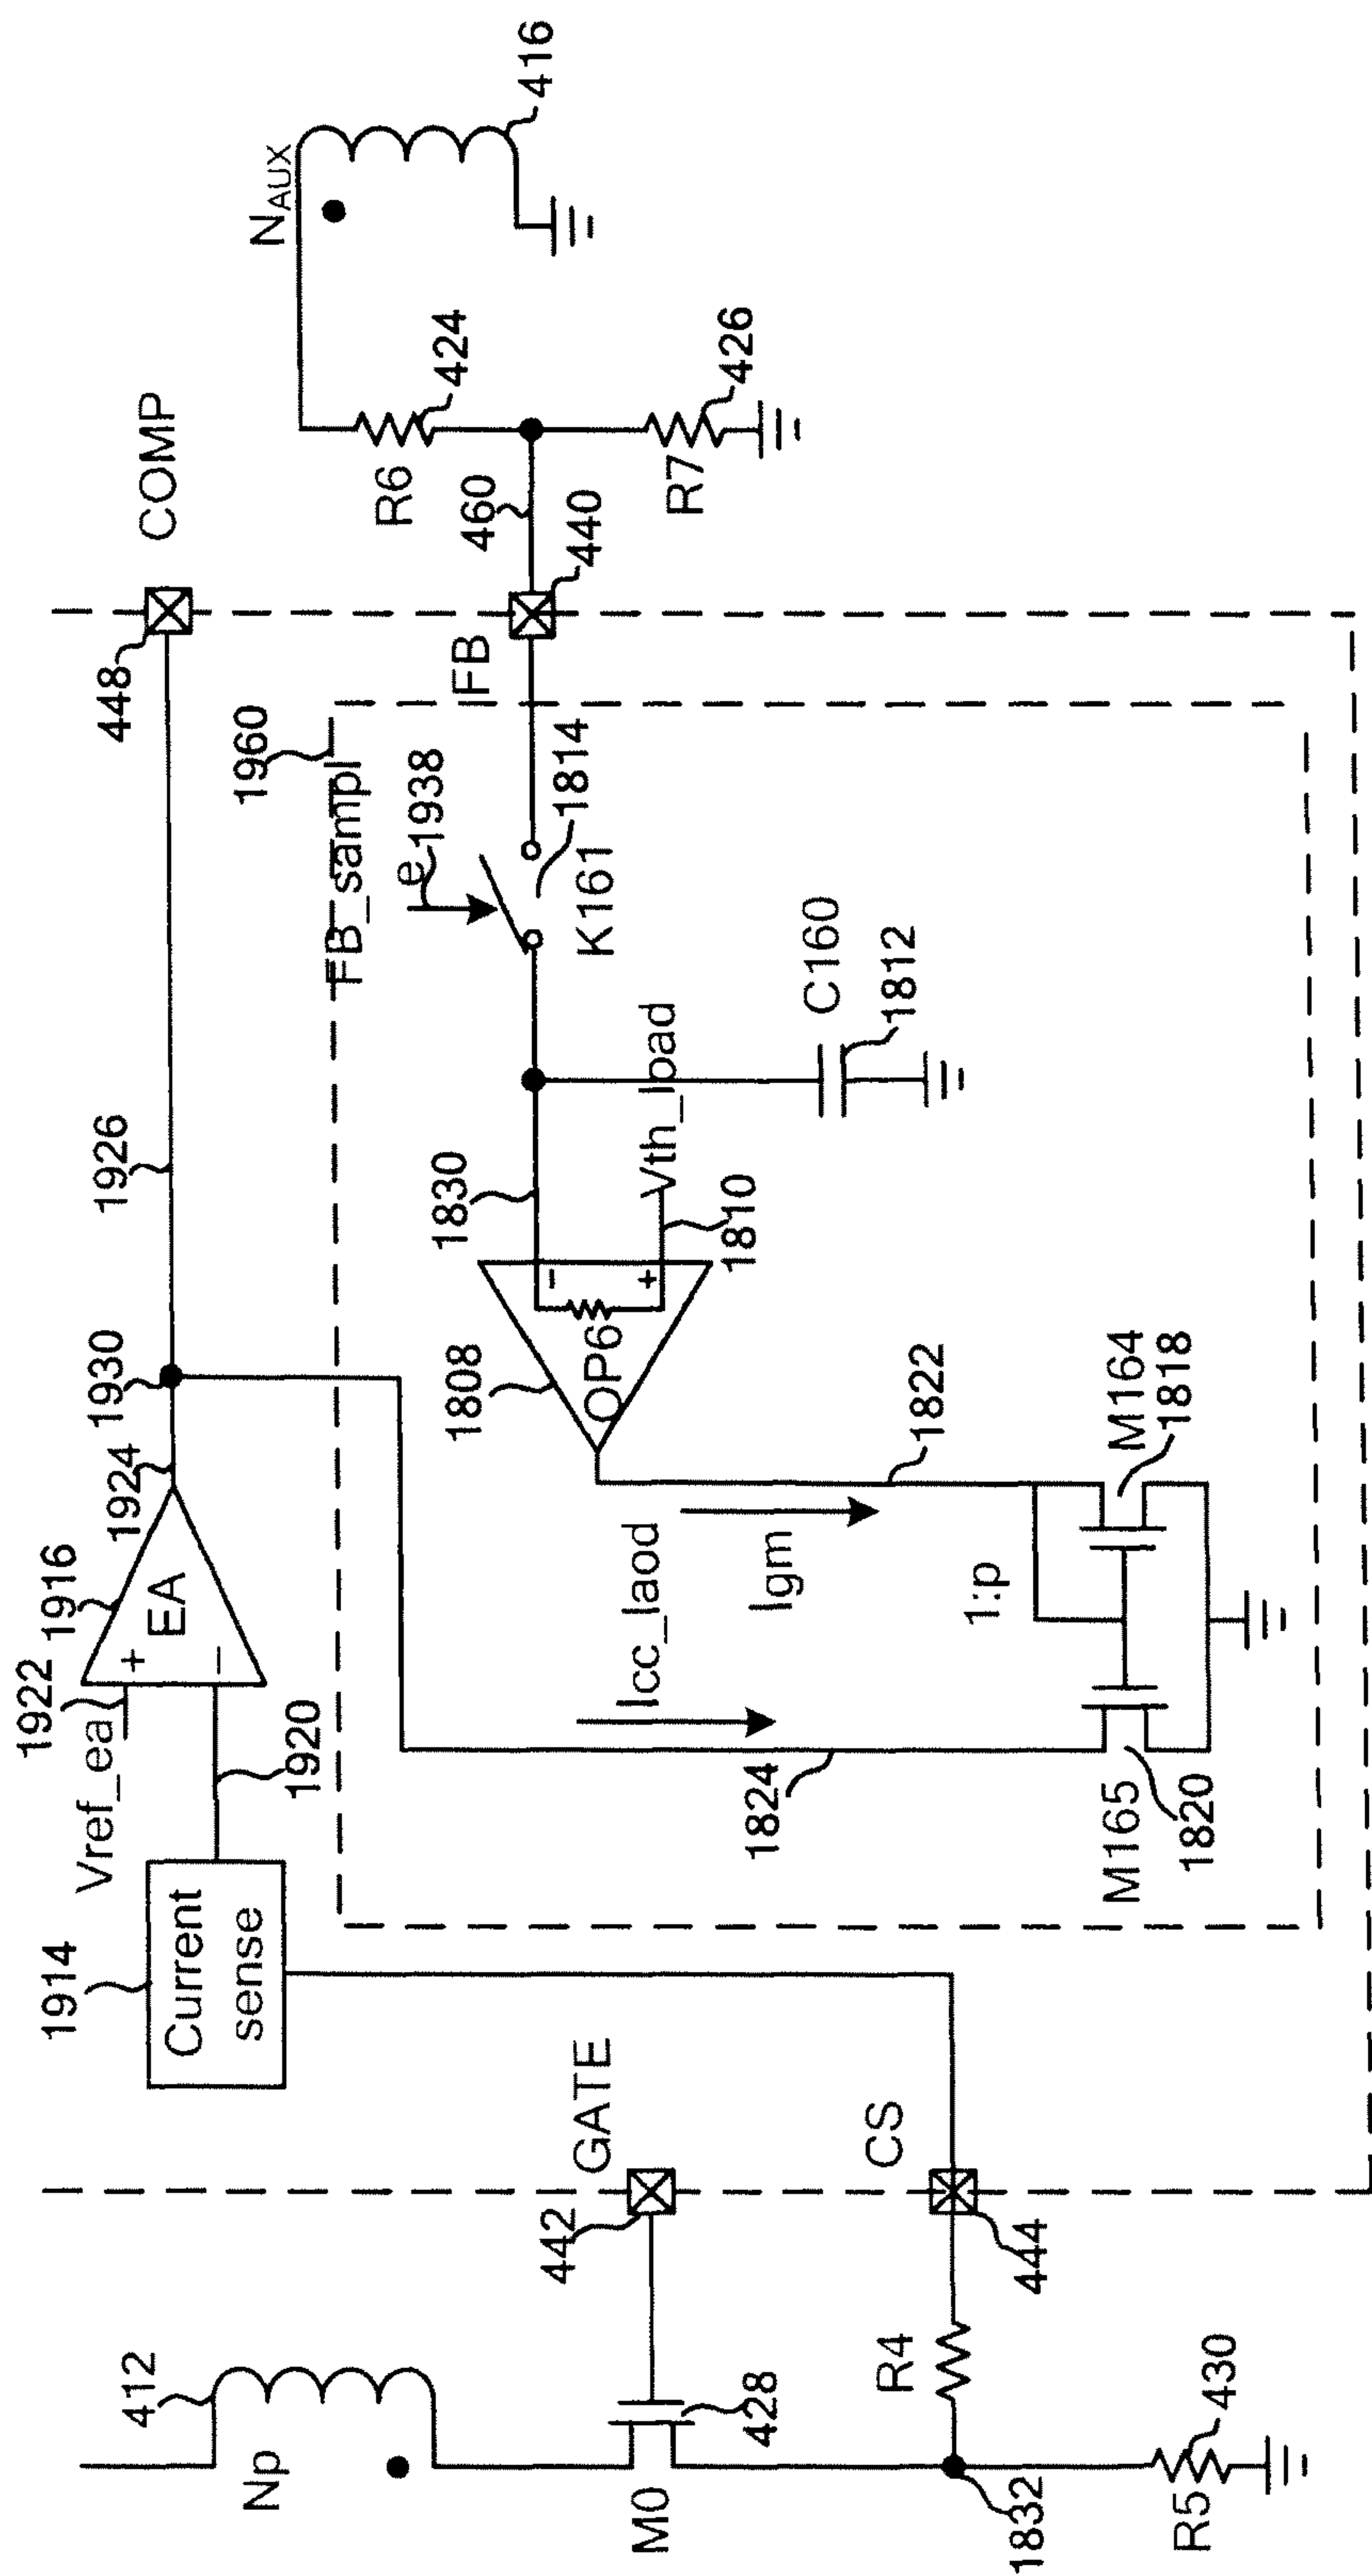 412
Np
M0
428
442
GATE
1832
R5
430
R4
444
CS
1914
Current
sense
1920
Vref_ea
1922
1916
+
−
EA
1924
1930
1926
448
COMP
1824
Icc_laod
M165
1820
1:p
M164
1818
Igm
1822
1808
OP6
-
+
1830
1810
Vth_load
C160
1812
K161
1814
FB_sampl
e
1938
1960
FB
440
460
R6
424
R7
426
NAUX
416